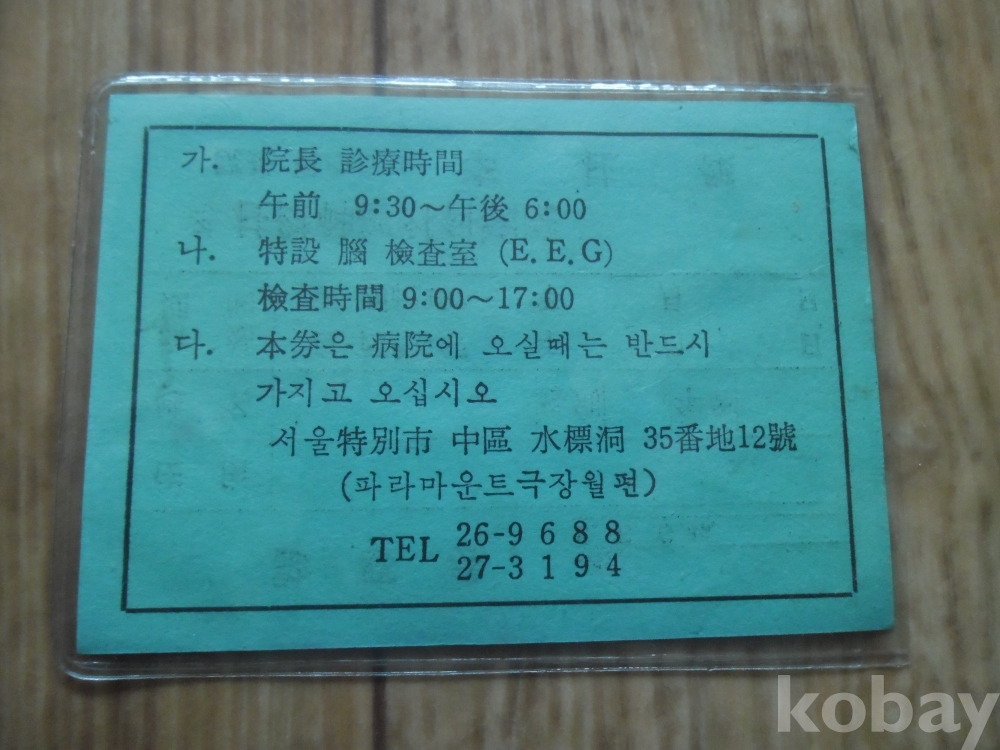 가. 院長 診療時間
午前 9:30～午後 6:00
나. 特設 腦 檢査室 (E.E.G)
檢査時間 9:00～17:00
다. 本券은 病院에 오실때는 반드시
가지고 오십시오
서울特別市 中區 水標洞 35番地12號
(파라마운트극장월편)
TEL 26-9688
27-3194
kobay